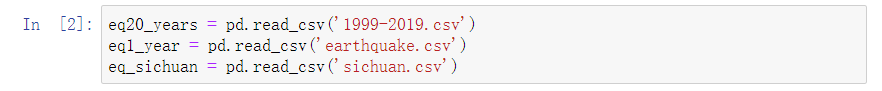 In [2]: eq20_years = pd.read_csv('1999-2019.csv')
eq1_year = pd.read_csv('earthquake.csv')
eq_sichuan = pd.read_csv('sichuan.csv')